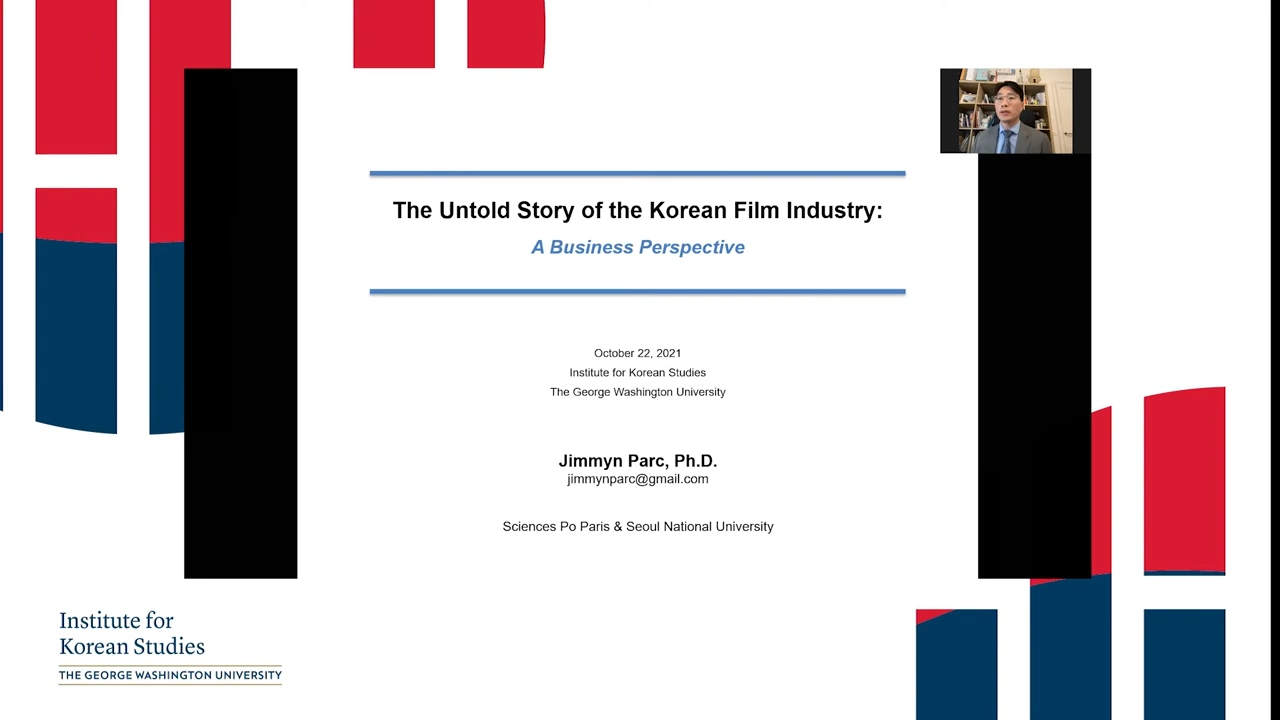 The Untold Story of the Korean Film Industry:
A Business Perspective
October 22, 2021
Institute for Korean Studies
The George Washington University
Jimmyn Parc, Ph.D.
jimmynparc@gmail.com
Sciences Po Paris & Seoul National University
Institute for
Korean Studies
THE GEORGE WASHINGTON UNIVERSITY